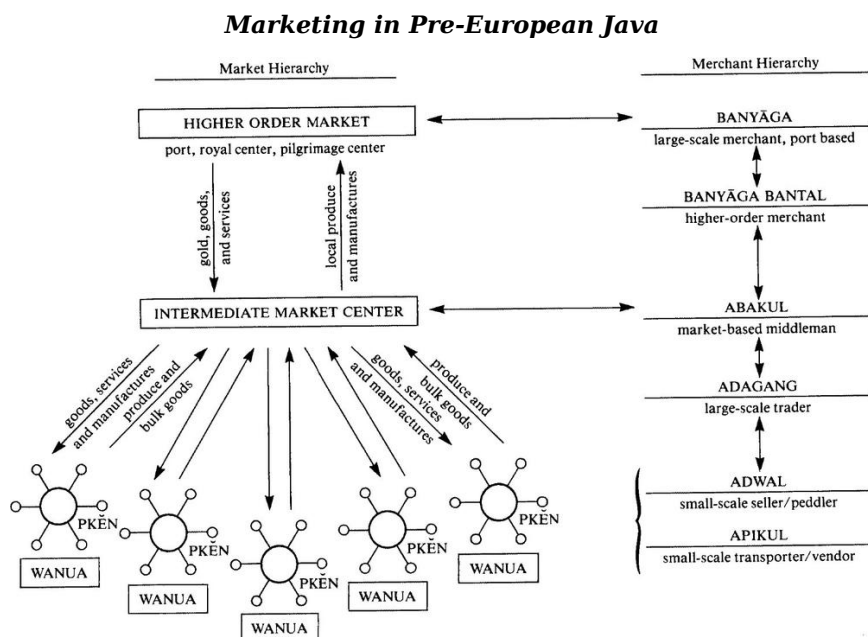 Marketing in Pre-European Java
Market Hierarchy
HIGHER ORDER MARKET
port, royal center, pilgrimage center
gold, goods,
and services
local produce
and manufactures
INTERMEDIATE MARKET CENTER
goods, services
and manufactures
produce and
bulk goods
goods, services
and manufactures
produce and
bulk goods
PKĔN
WANUA
PKĔN
WANUA
PKĔN
WANUA
PKĔN
WANUA
PKĔN
WANUA
Merchant Hierarchy
BANYĀGA
large-scale merchant, port based
BANYĀGA BANTAL
higher-order merchant
ABAKUL
market-based middleman
ADAGANG
large-scale trader
ADWAL
small-scale seller/peddler
APIKUL
small-scale transporter/vendor